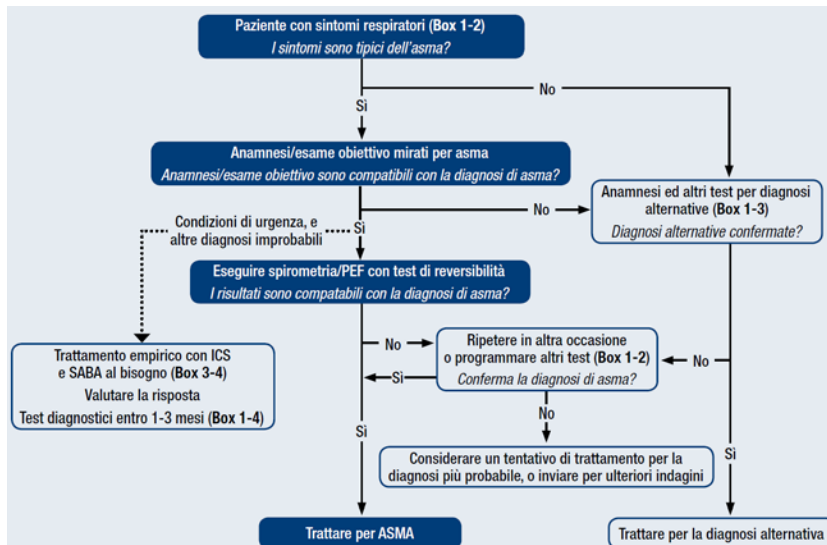 Paziente con sintomi respiratori (Box 1-2)
I sintomi sono tipici dell'asma?
No
Sì
Anamnesi/esame obiettivo mirati per asma
Anamnesi/esame obiettivo sono compatibili con la diagnosi di asma?
Anamnesi ed altri test per diagnosi
alternative (Box 1-3)
Diagnosi alternative confermate?
No
Condizioni di urgenza, e
altre diagnosi improbabili
Sì
Eseguire spirometria/PEF con test di reversibilità
I risultati sono compatabili con la diagnosi di asma?
Ripetere in altra occasione
o programmare altri test (Box 1-2)
Conferma la diagnosi di asma?
No
No
Sì
Trattamento empirico con ICS
e SABA al bisogno (Box 3-4)
Valutare la risposta
Test diagnostici entro 1-3 mesi (Box 1-4)
No
Sì
Sì
Considerare un tentativo di trattamento per la
diagnosi più probabile, o inviare per ulteriori indagini
Trattare per ASMA
Trattare per la diagnosi alternativa